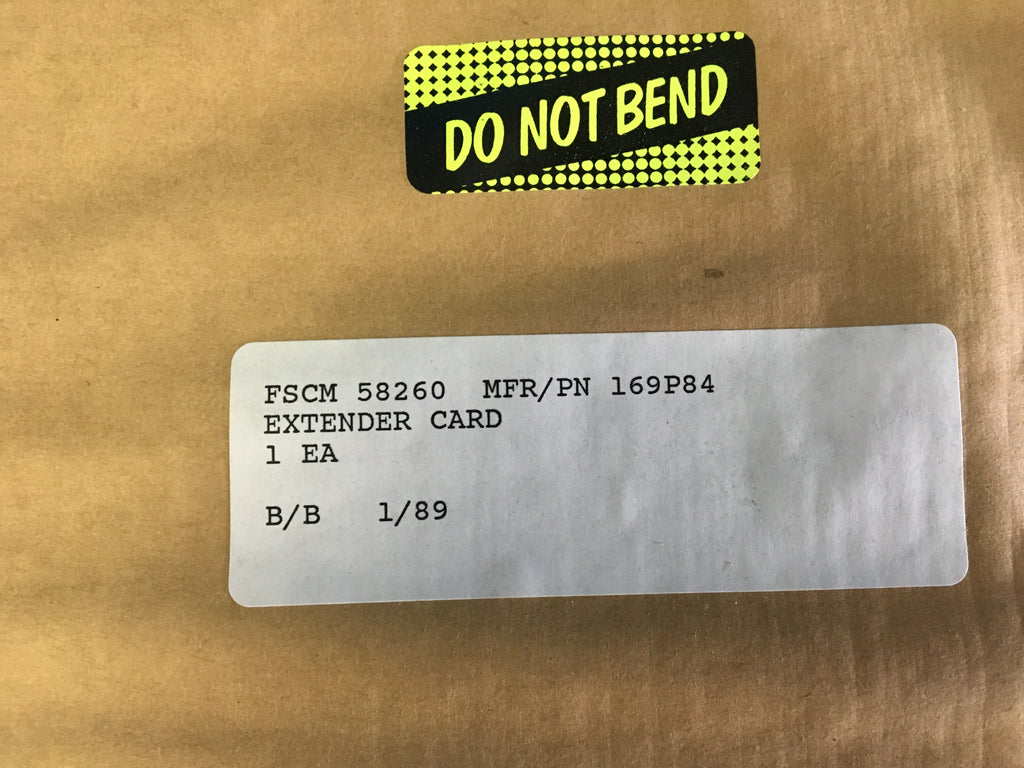 DO NOT BEND
FSCM 58260 MFR/PN 169P84
EXTENDER CARD
1 EA
B/B 1/89